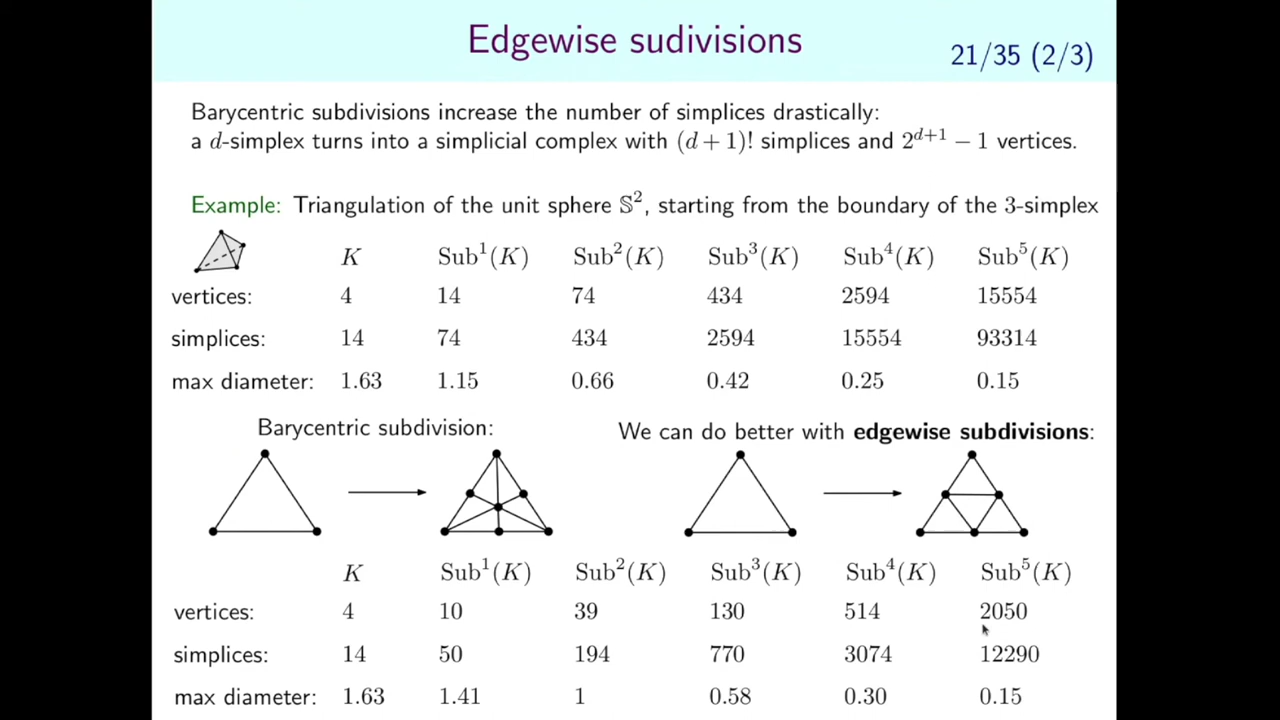 Edgewise sudivisions
21/35 (2/3)
Barycentric subdivisions increase the number of simplices drastically:
a d-simplex turns into a simplicial complex with (d + 1)! simplices and 2^{d+1} − 1 vertices.
Example: Triangulation of the unit sphere 𝕊², starting from the boundary of the 3-simplex
K Sub¹(K) Sub²(K) Sub³(K) Sub⁴(K) Sub⁵(K)
vertices: 4 14 74 434 2594 15554
simplices: 14 74 434 2594 15554 93314
max diameter: 1.63 1.15 0.66 0.42 0.25 0.15
Barycentric subdivision:
We can do better with edgewise subdivisions:
K Sub¹(K) Sub²(K) Sub³(K) Sub⁴(K) Sub⁵(K)
vertices: 4 10 39 130 514 2050
simplices: 14 50 194 770 3074 12290
max diameter: 1.63 1.41 1 0.58 0.30 0.15